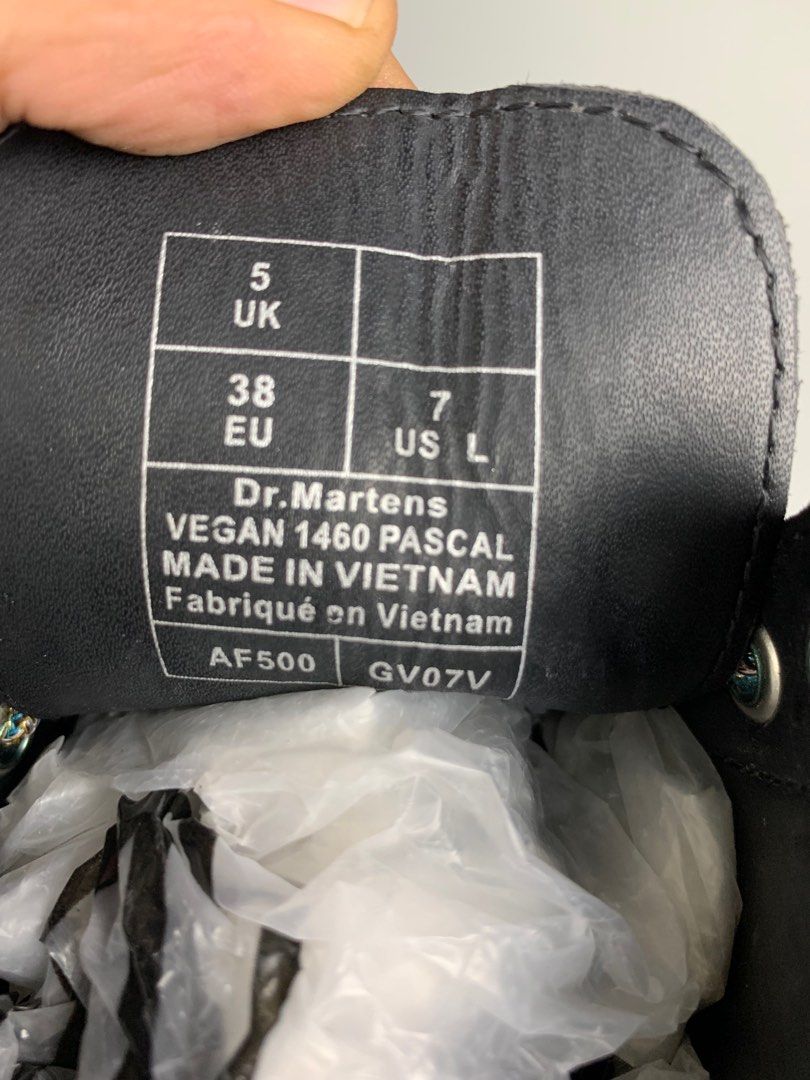 5
UK
38
EU
7
US L
Dr.Martens
VEGAN 1460 PASCAL
MADE IN VIETNAM
Fabriqué en Vietnam
AF500
GV07V